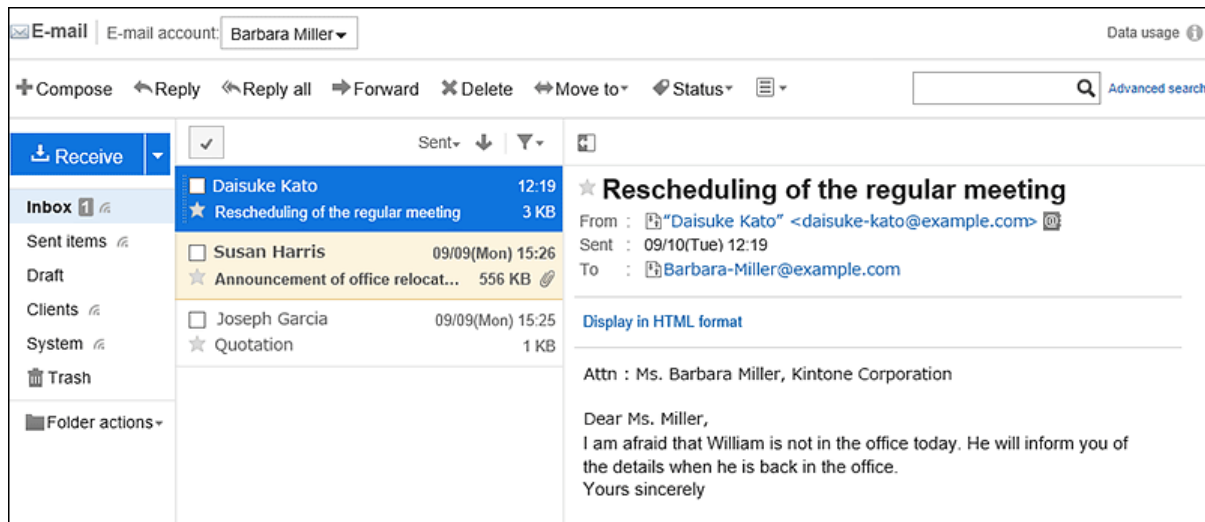 E-mail E-mail account: Barbara Miller Data usage
Compose Reply Reply all Forward Delete Move to Status Advanced search
Receive Sent
Inbox 1
Sent items
Draft
Clients
System
Trash
Folder actions
Daisuke Kato 12:19
Rescheduling of the regular meeting 3 KB
Susan Harris 09/09(Mon) 15:26
Announcement of office relocat... 556 KB
Joseph Garcia 09/09(Mon) 15:25
Quotation 1 KB
Rescheduling of the regular meeting
From : "Daisuke Kato" <daisuke-kato@example.com>
Sent : 09/10(Tue) 12:19
To : Barbara-Miller@example.com
Display in HTML format
Attn : Ms. Barbara Miller, Kintone Corporation
Dear Ms. Miller,
I am afraid that William is not in the office today. He will inform you of
the details when he is back in the office.
Yours sincerely